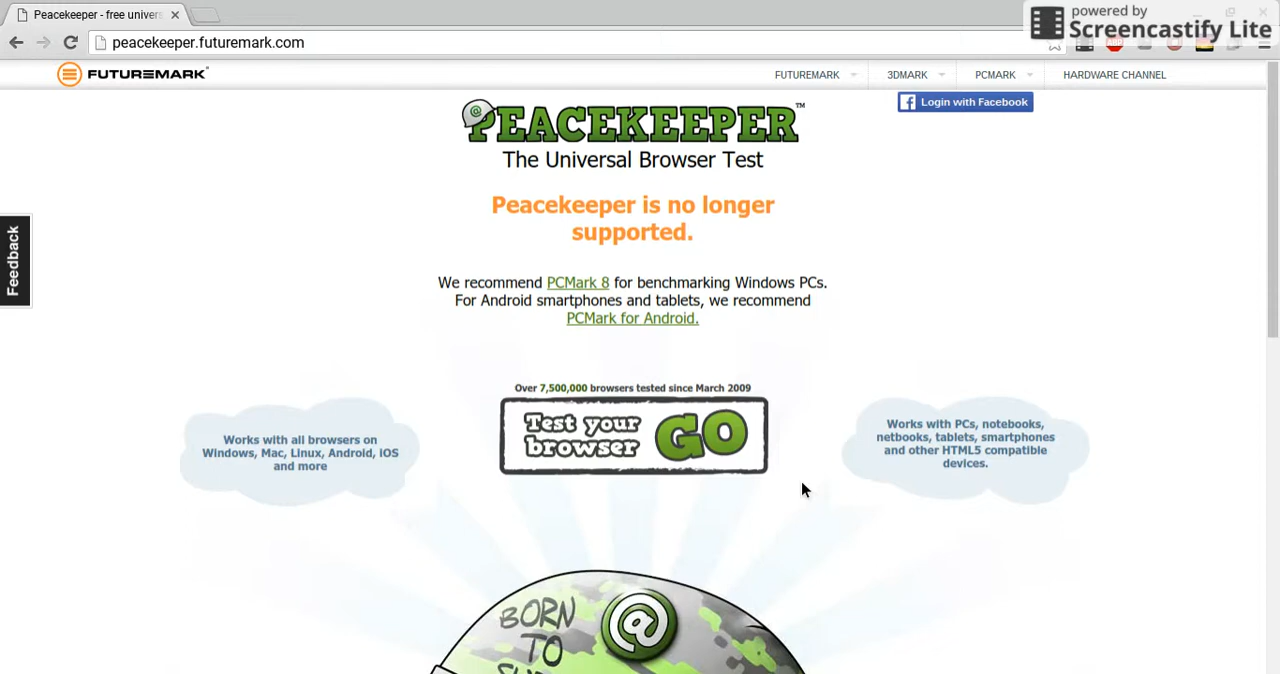 Peacekeeper - free univers
powered by
Screencastify Lite
peacekeeper.futuremark.com
FUTUREMARK™
FUTUREMARK
3DMARK
PCMARK
HARDWARE CHANNEL
Login with Facebook
PEACEKEEPER™
The Universal Browser Test
Peacekeeper is no longer
supported.
Feedback
We recommend PCMark 8 for benchmarking Windows PCs.
For Android smartphones and tablets, we recommend
PCMark for Android.
Over 7,500,000 browsers tested since March 2009
Test your
browser
GO
Works with all browsers on
Windows, Mac, Linux, Android, iOS
and more
Works with PCs, notebooks,
netbooks, tablets, smartphones
and other HTML5 compatible
devices.
BORN
TO
@